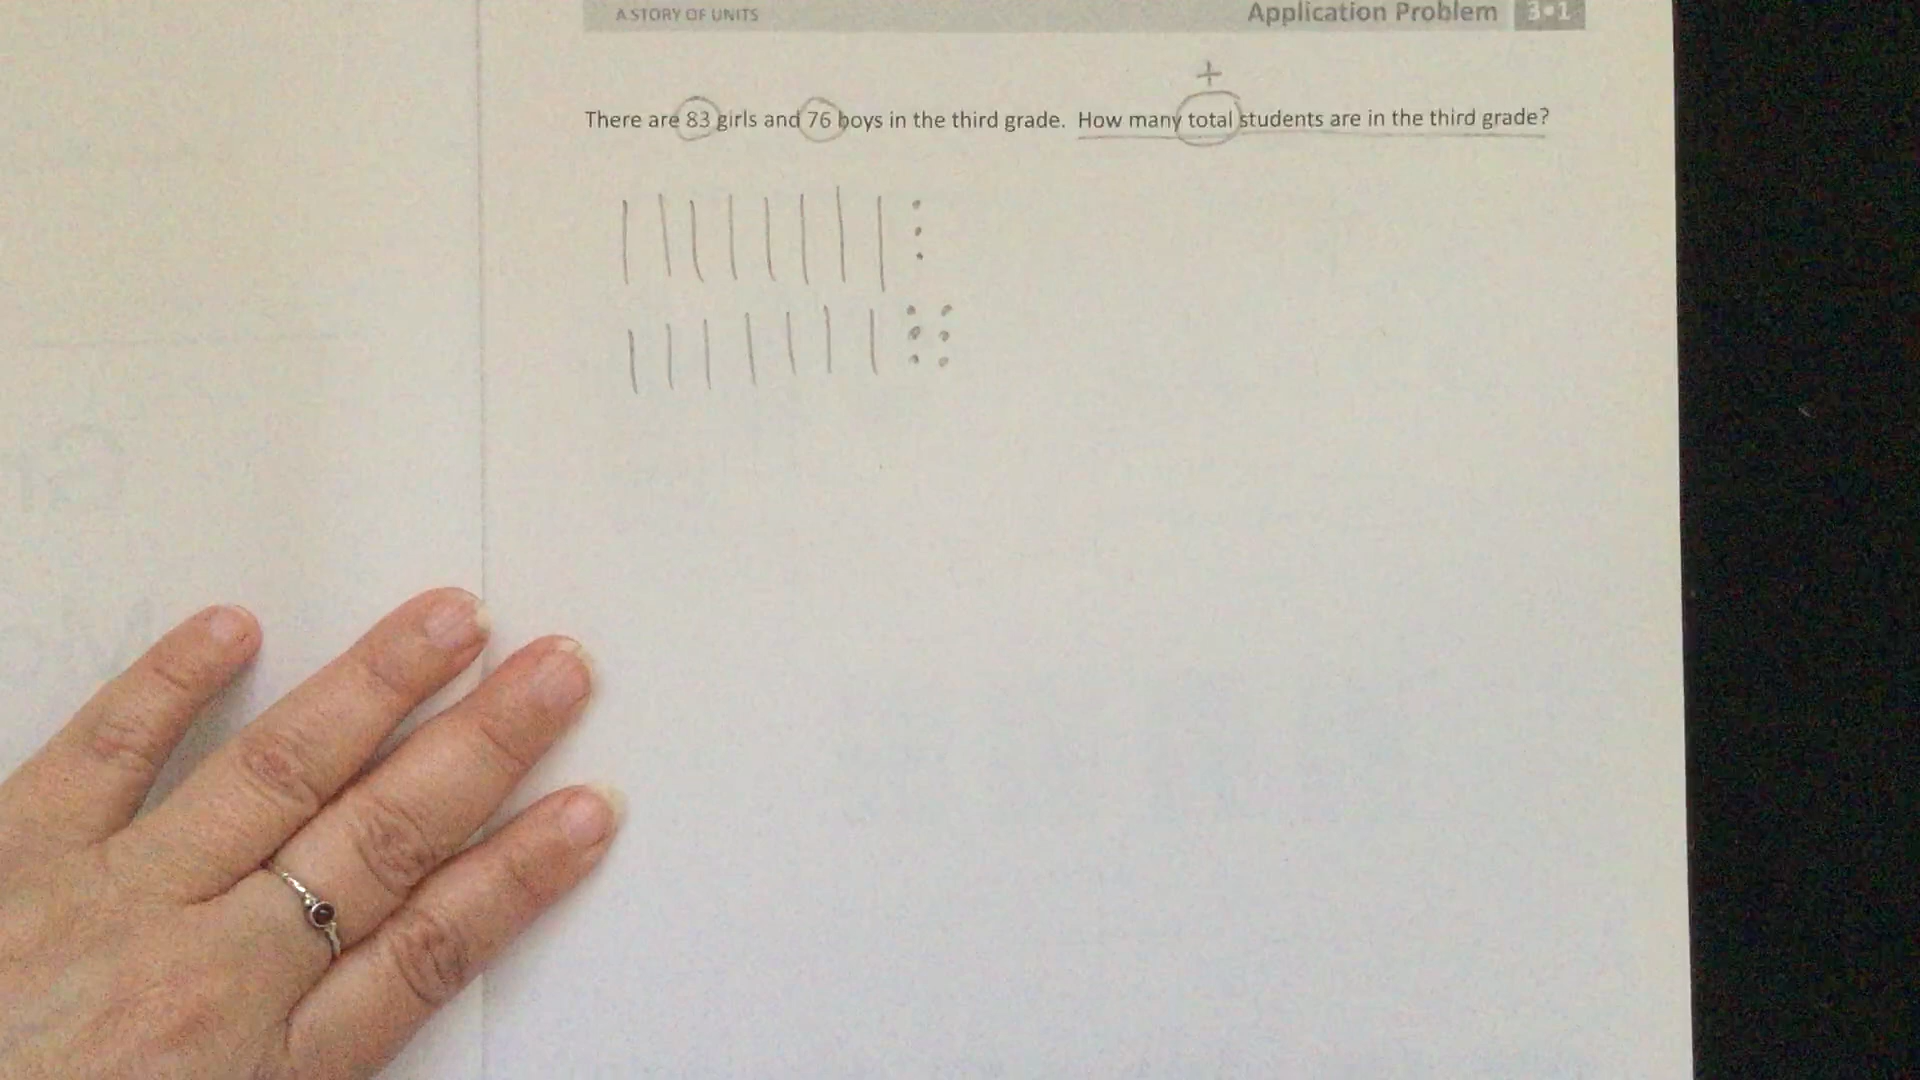 A STORY OF UNITS
Application Problem 3•1
+
There are 83 girls and 76 boys in the third grade. How many total students are in the third grade?